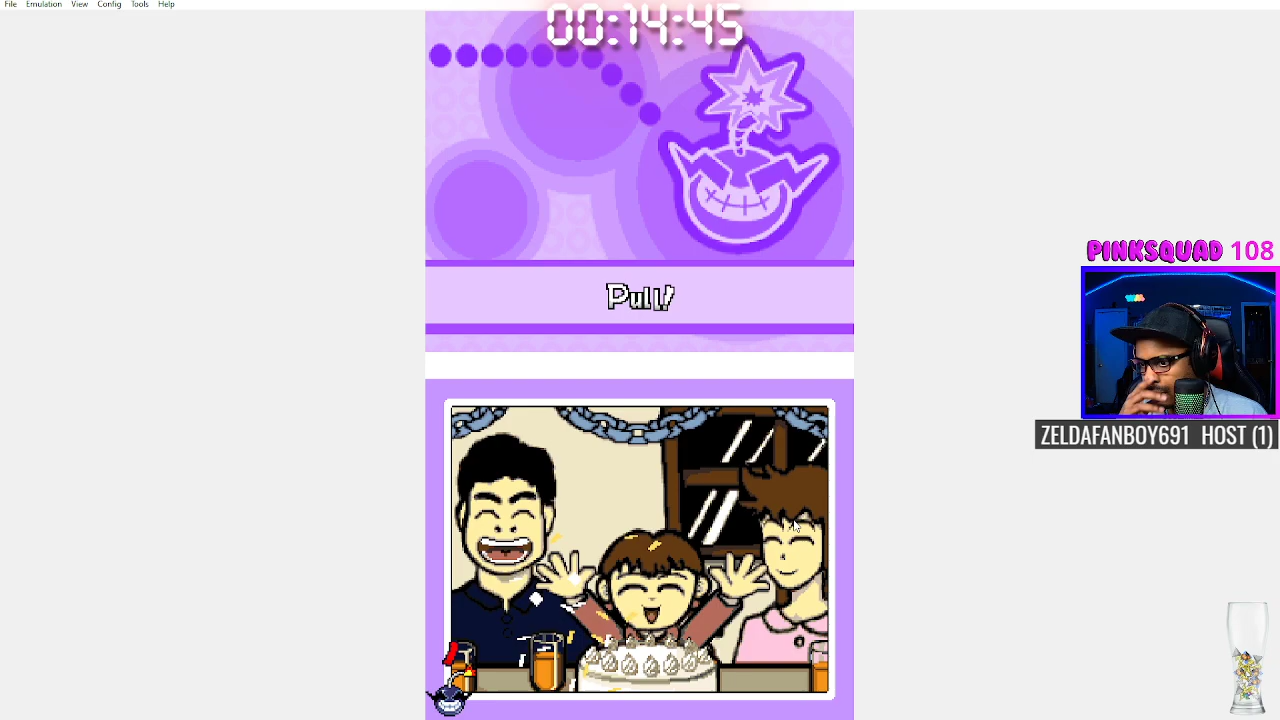 File Emulation View Config Tools Help
00:14:45
Pull!
PINKSQUAD 108
ZELDAFANBOY691 HOST (1)